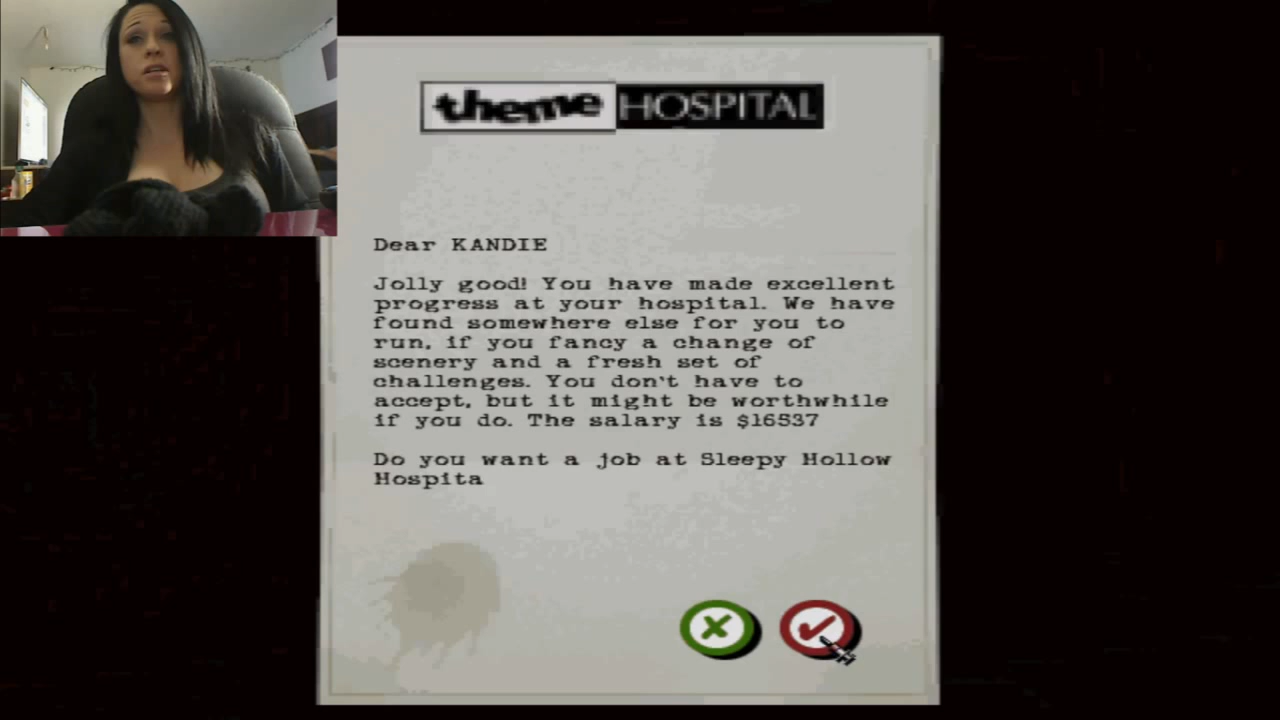 theme HOSPITAL
Dear KANDIE
Jolly good! You have made excellent
progress at your hospital. We have
found somewhere else for you to
run, if you fancy a change of
scenery and a fresh set of
challenges. You don't have to
accept, but it might be worthwhile
if you do. The salary is $16537
Do you want a job at Sleepy Hollow
Hospita